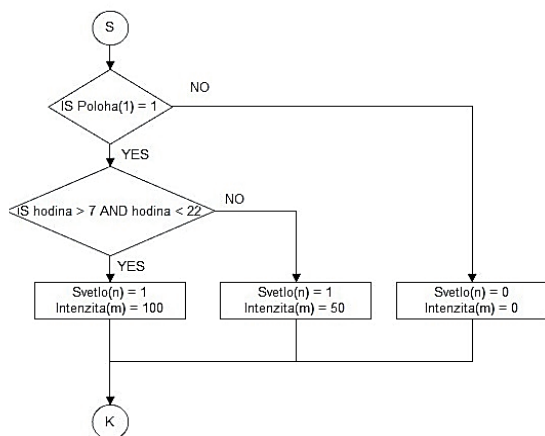 S
NO
IS Poloha(1) = 1
YES
IS hodina > 7 AND hodina < 22
NO
YES
Svetlo(n) = 1
Intenzita(m) = 100
Svetlo(n) = 1
Intenzita(m) = 50
Svetlo(n) = 0
Intenzita(m) = 0
K